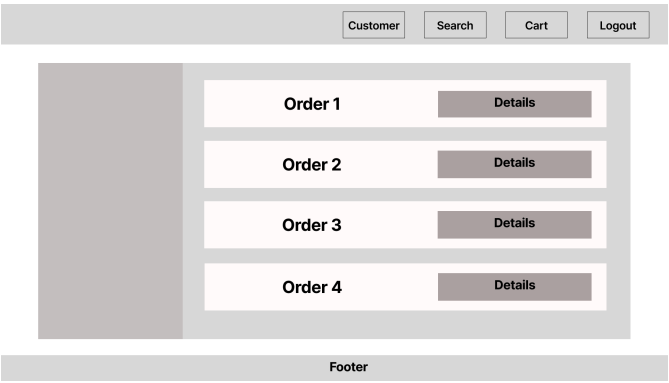 Customer Search Cart Logout
Order 1 Details
Order 2 Details
Order 3 Details
Order 4 Details
Footer